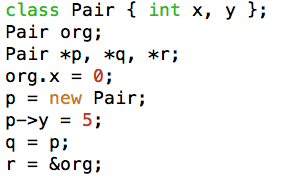 class Pair { int x, y };
Pair org;
Pair *p, *q, *r;
org.x = 0;
p = new Pair;
p->y = 5;
q = p;
r = &org;